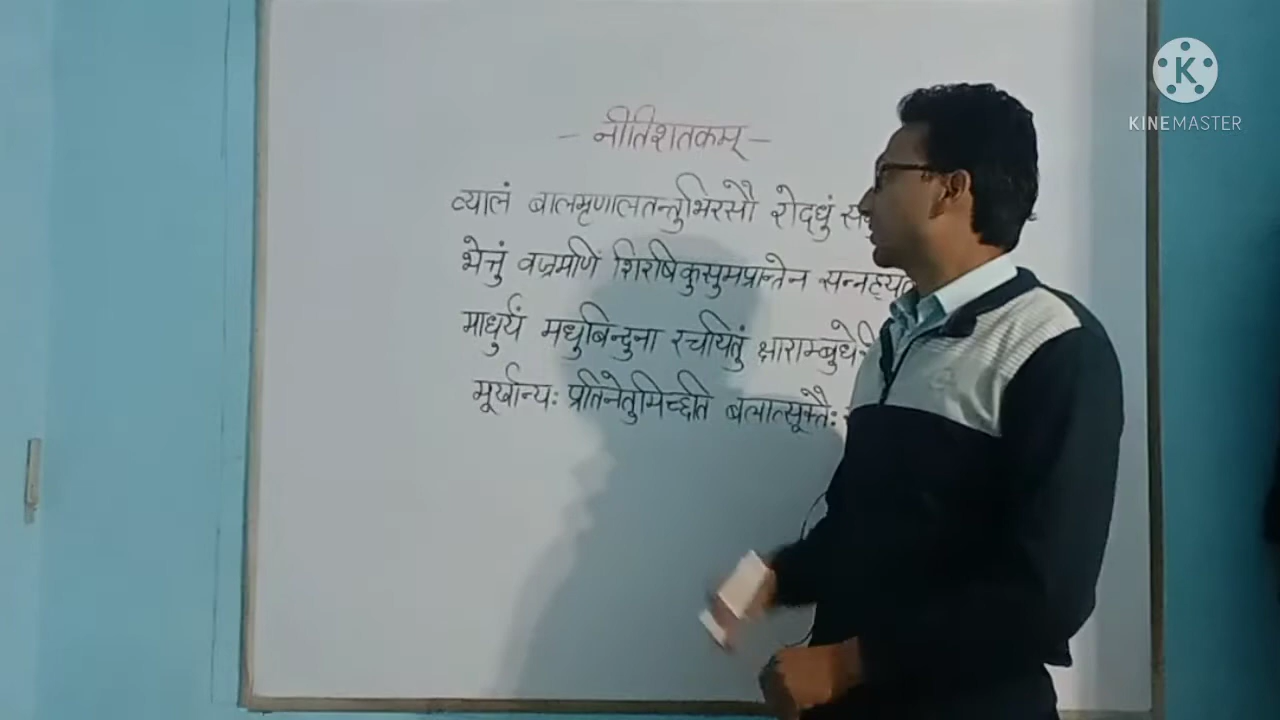 - नीतिशतकम् -
व्यालं बालमृणालतन्तुभिरसौ रोद्धुं
भेत्तुं वज्रमणिं शिरीषकुसुमप्रान्तेन
माधुर्यं मधुबिन्दुना रचयितुं
मूर्खान्यः प्रतिनेतुमिच्छति बलात्सूक्तैः
K
KINEMASTER